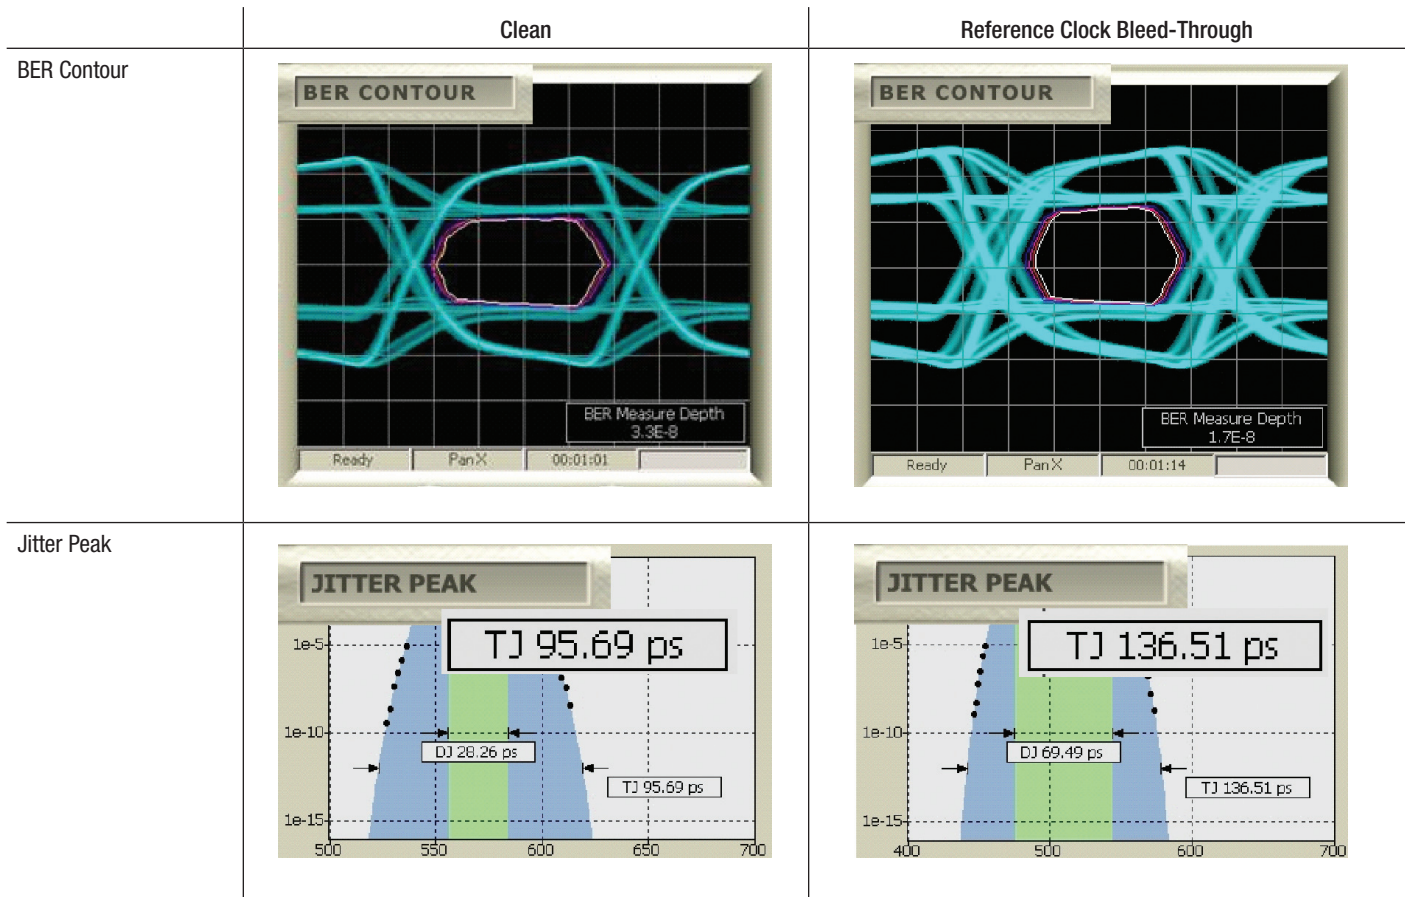 Clean
Reference Clock Bleed-Through
BER Contour
BER CONTOUR
BER Measure Depth
3.3E-8
Ready
Pan X
00:01:01
BER CONTOUR
BER Measure Depth
1.7E-8
Ready
Pan X
00:01:14
Jitter Peak
JITTER PEAK
TJ 95.69 ps
1e-5
1e-10
DJ 28.26 ps
TJ 95.69 ps
1e-15
500 550 600 650 700
JITTER PEAK
TJ 136.51 ps
1e-5
1e-10
DJ 69.49 ps
TJ 136.51 ps
1e-15
400 500 600 700